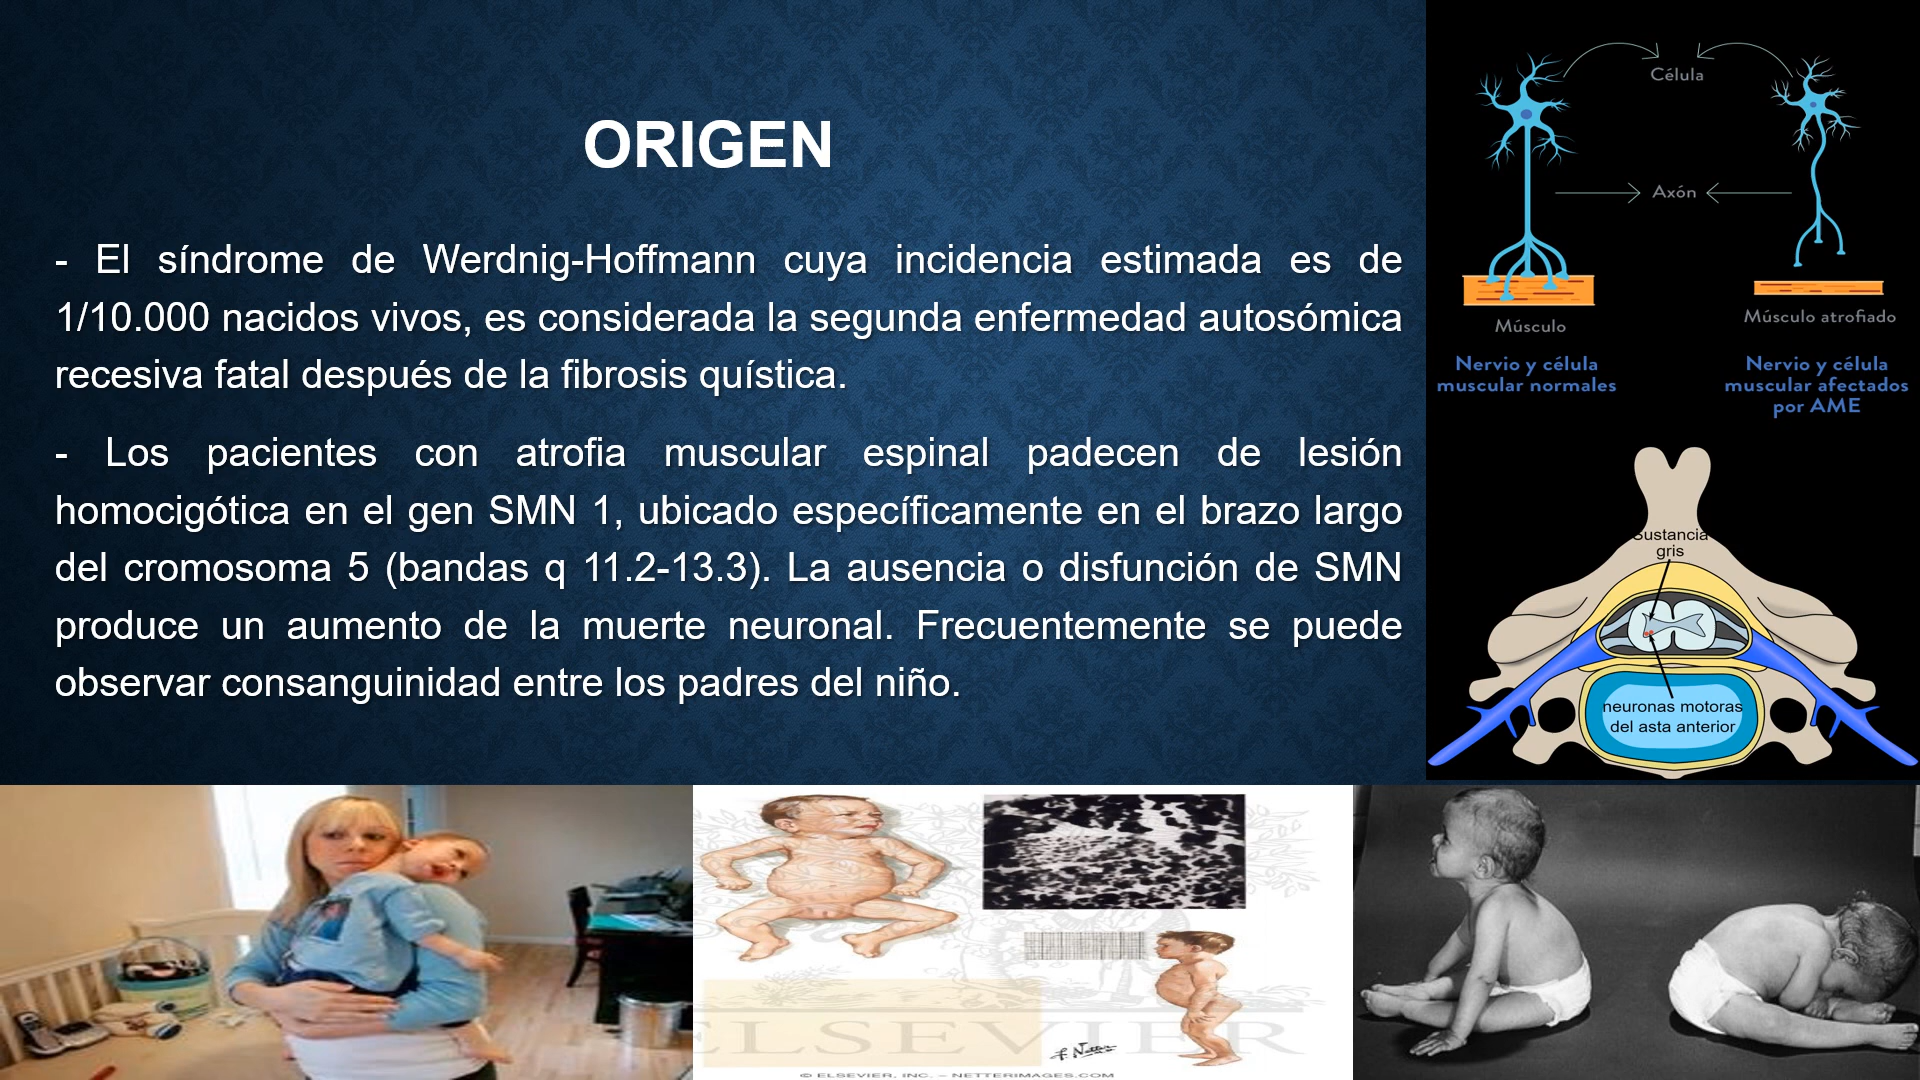 ORIGEN
- El síndrome de Werdnig-Hoffmann cuya incidencia estimada es de
1/10.000 nacidos vivos, es considerada la segunda enfermedad autosómica
recesiva fatal después de la fibrosis quística.
- Los pacientes con atrofia muscular espinal padecen de lesión
homocigótica en el gen SMN 1, ubicado específicamente en el brazo largo
del cromosoma 5 (bandas q 11.2-13.3). La ausencia o disfunción de SMN
produce un aumento de la muerte neuronal. Frecuentemente se puede
observar consanguinidad entre los padres del niño.
Célula
Axón
Músculo
Músculo atrofiado
Nervio y célula
muscular normales
Nervio y célula
muscular afectados
por AME
Sustancia
gris
neuronas motoras
del asta anterior
ELSEVIER
F. Netter
© ELSEVIER, INC. – NETTERIMAGES.COM